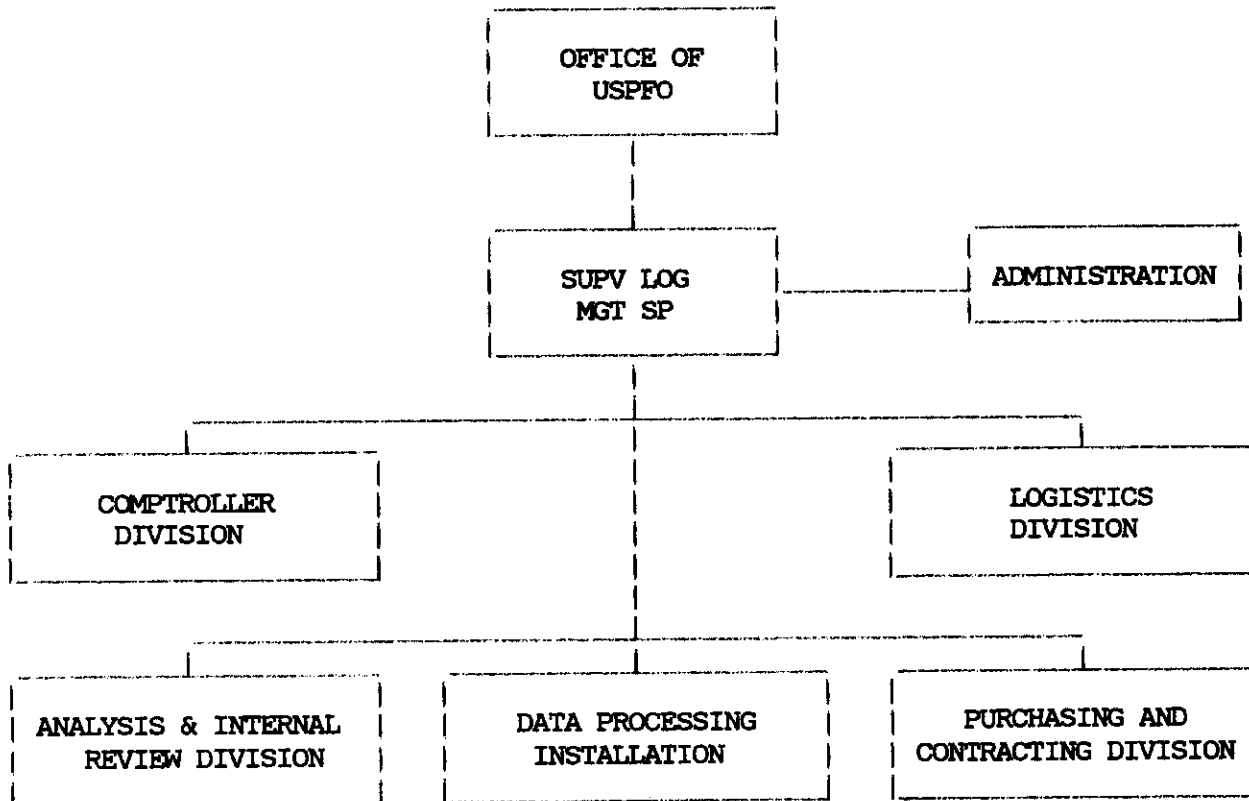 OFFICE OF
USPFO
SUPV LOG
MGT SP
ADMINISTRATION
COMPTROLLER
DIVISION
LOGISTICS
DIVISION
ANALYSIS & INTERNAL
REVIEW DIVISION
DATA PROCESSING
INSTALLATION
PURCHASING AND
CONTRACTING DIVISION